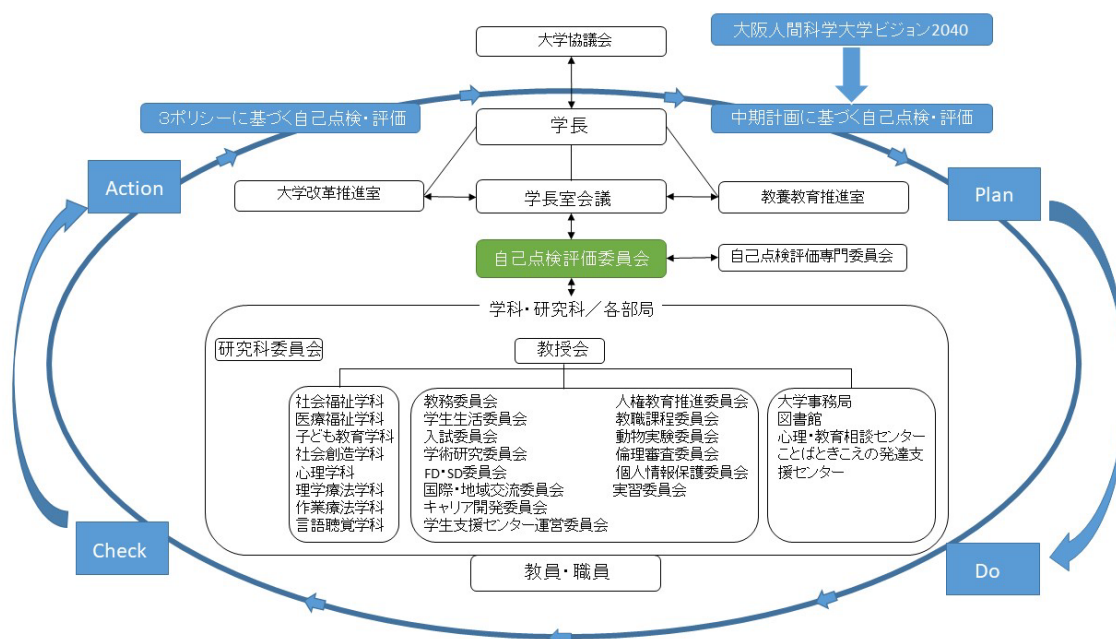 大学協議会
大阪人間科学大学ビジョン2040
3ポリシーに基づく自己点検・評価
学長
中期計画に基づく自己点検・評価
Action
大学改革推進室
学長室会議
教養教育推進室
Plan
自己点検評価委員会
自己点検評価専門委員会
学科・研究科／各部局
研究科委員会
教授会
社会福祉学科
医療福祉学科
子ども教育学科
社会創造学科
心理学科
理学療法学科
作業療法学科
言語聴覚学科
教務委員会
学生生活委員会
入試委員会
学術研究委員会
FD・SD委員会
国際・地域交流委員会
キャリア開発委員会
学生支援センター運営委員会
人権教育推進委員会
教職課程委員会
動物実験委員会
倫理審査委員会
個人情報保護委員会
実習委員会
大学事務局
図書館
心理・教育相談センター
ことばときこえの発達支
援センター
Check
教員・職員
Do